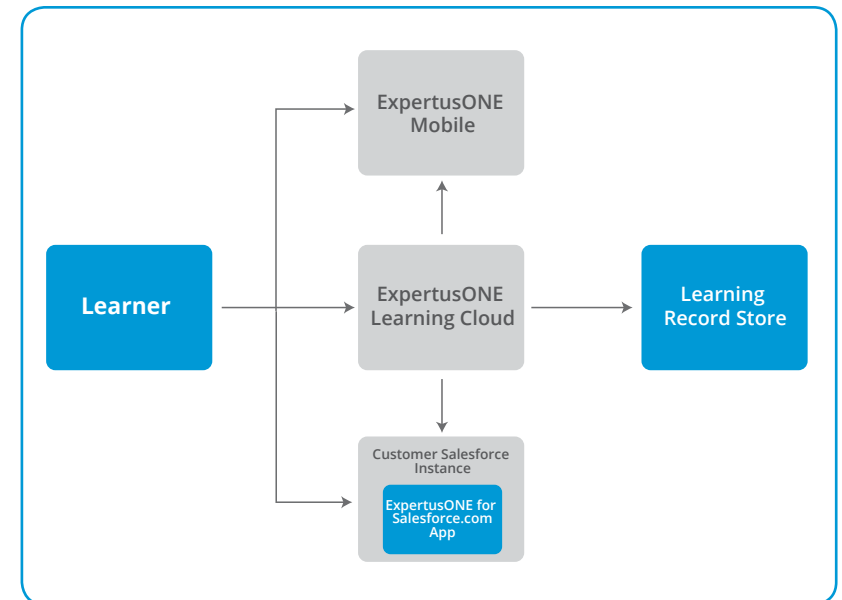 ExpertusONE
Mobile
Learner
ExpertusONE
Learning Cloud
Learning
Record Store
Customer Salesforce
Instance
ExpertusONE for
Salesforce.com
App